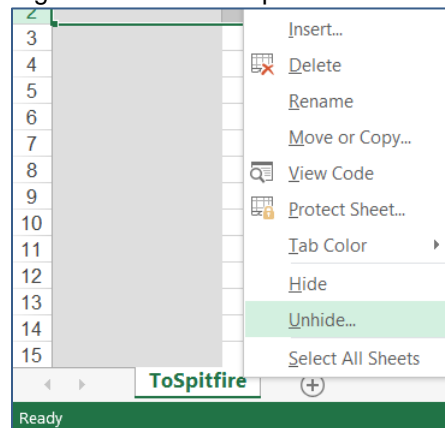 2
3
Insert...
4
Delete
5
Rename
6
Move or Copy...
7
8
View Code
9
Protect Sheet...
10
11
Tab Color
12
Hide
13
14
Unhide...
15
Select All Sheets
ToSpitfire
Ready